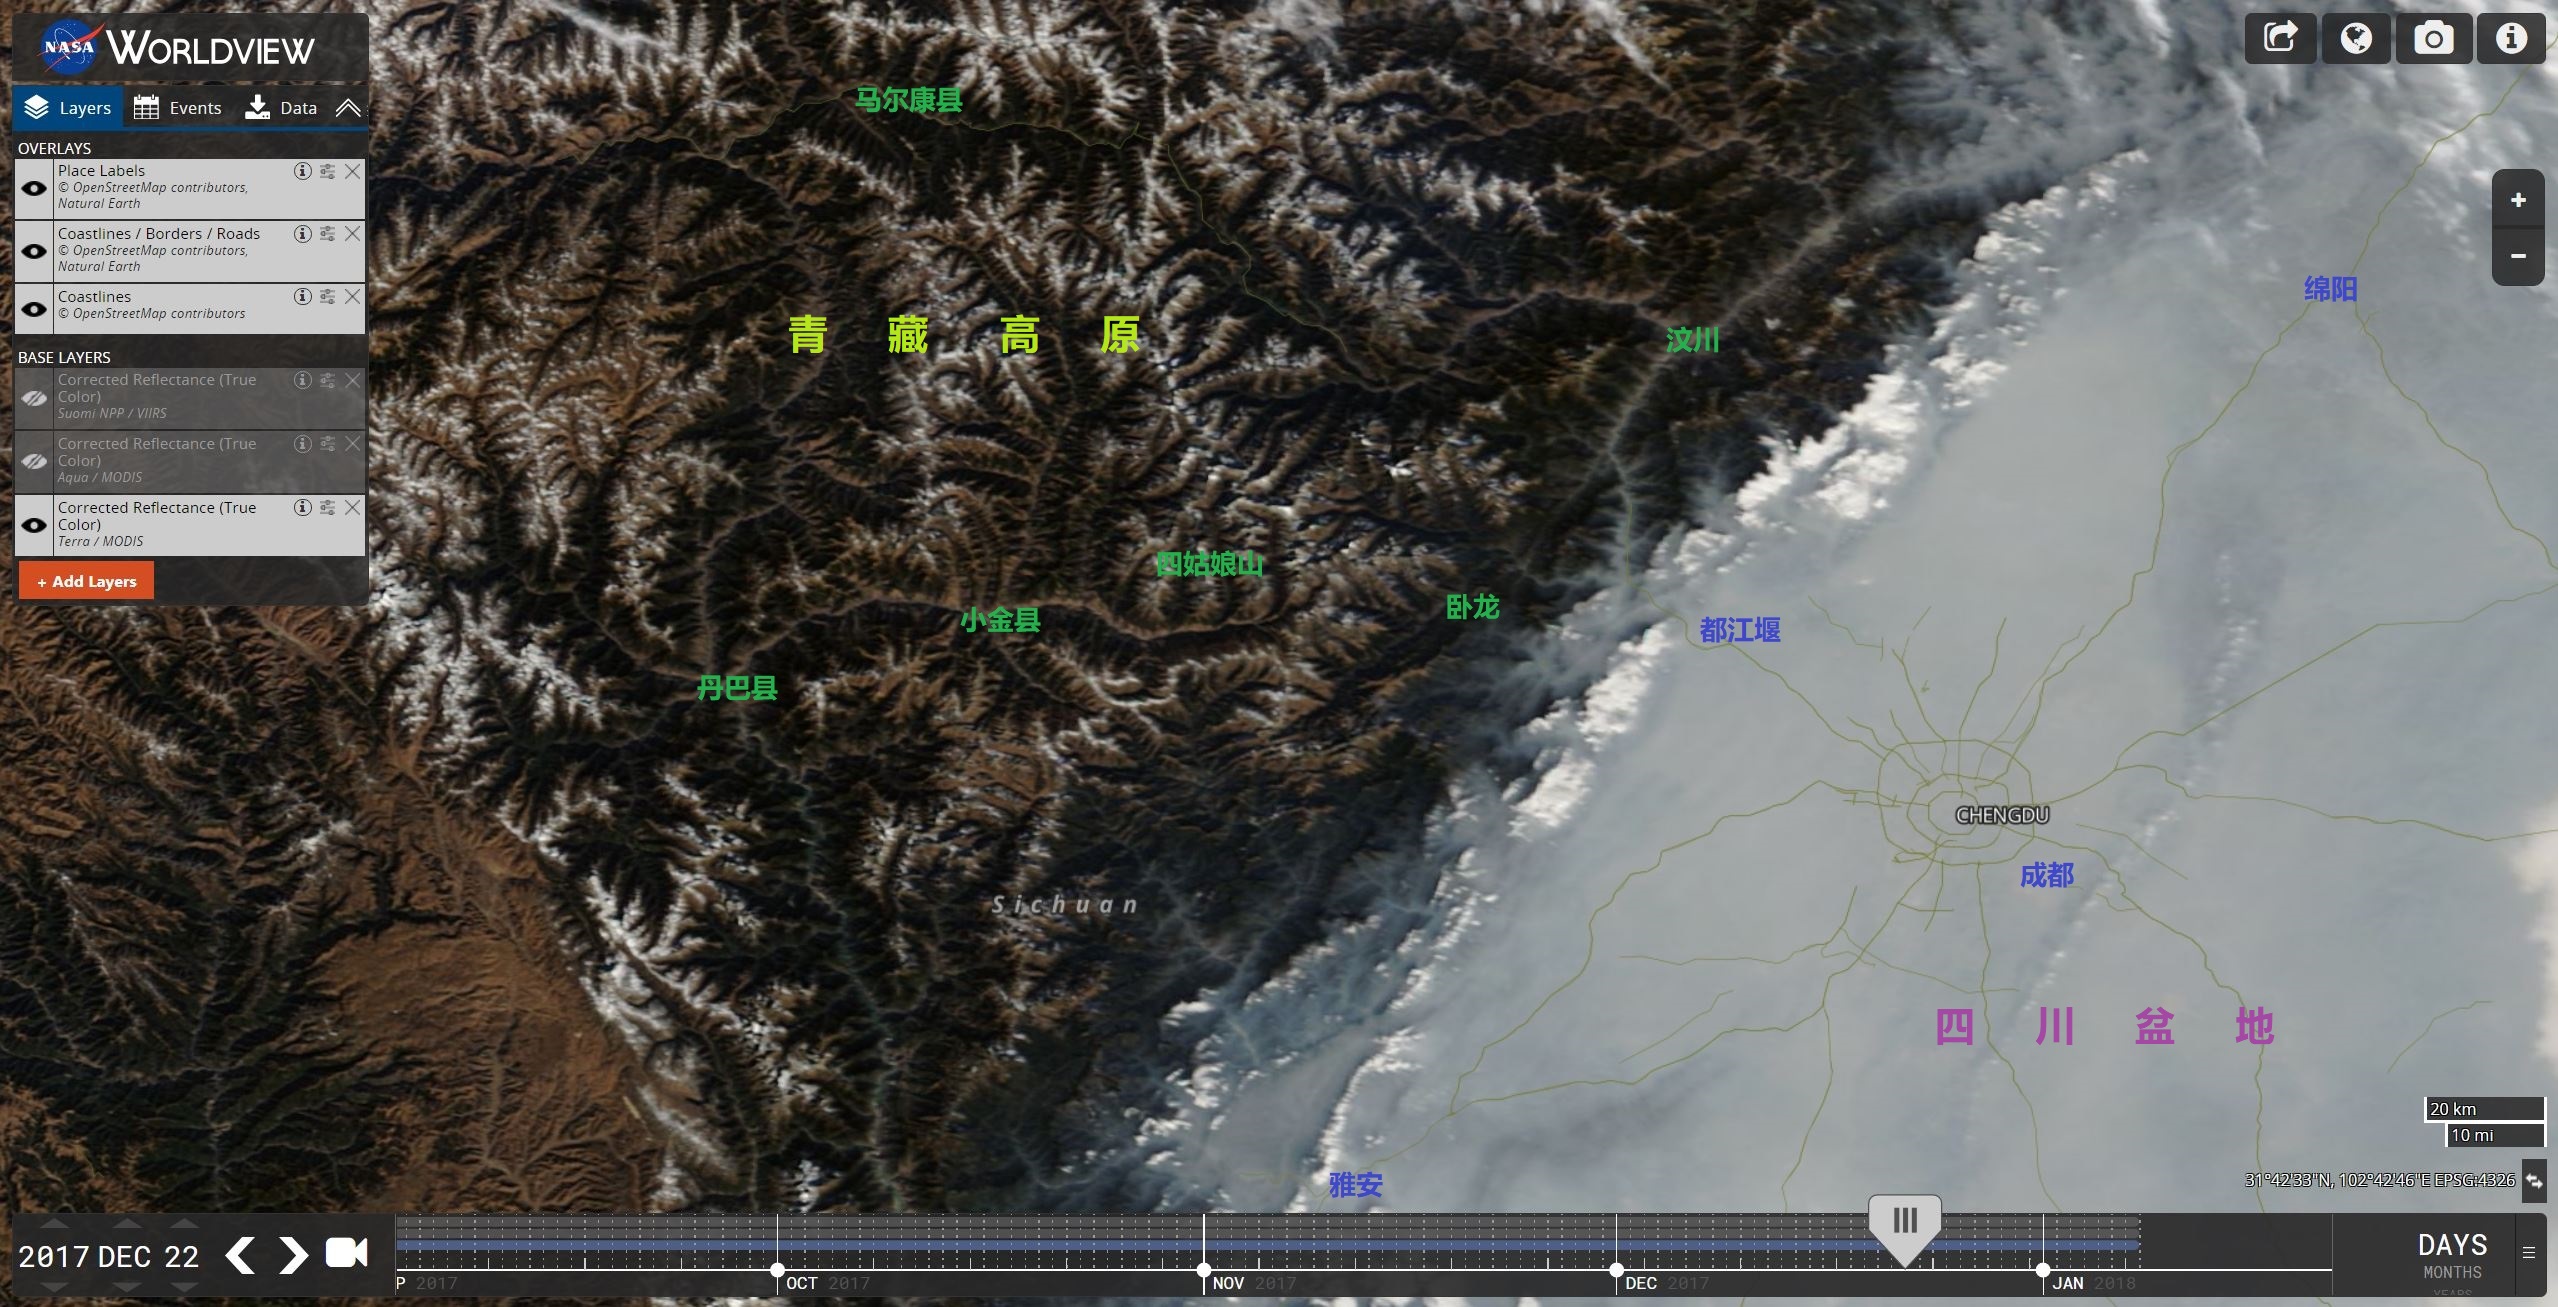 NASA WORLDVIEW
Layers Events Data
OVERLAYS
Place Labels
© OpenStreetMap contributors,
Natural Earth
Coastlines / Borders / Roads
© OpenStreetMap contributors,
Natural Earth
Coastlines
© OpenStreetMap contributors
BASE LAYERS
Corrected Reflectance (True
Color)
Suomi NPP / VIIRS
Corrected Reflectance (True
Color)
Aqua / MODIS
Corrected Reflectance (True
Color)
Terra / MODIS
+ Add Layers
马尔康县
绵阳
青藏高原
汶川
四姑娘山
卧龙
小金县
都江堰
丹巴县
CHENGDU
成都
Sichuan
四川盆地
雅安
20 km
10 mi
31°42'33"N, 102°42'46"E EPSG:4326
2017 DEC 22
P 2017
OCT 2017
NOV 2017
DEC 2017
JAN 2018
DAYS
MONTHS
YEARS